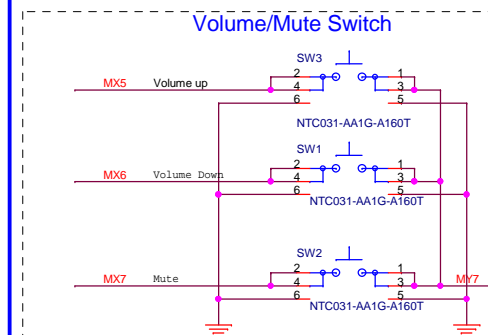 Volume/Mute Switch
SW3
2 1
MX5 Volume up 4 3
6 5
NTC031-AA1G-A160T
SW1
2 1
MX6 Volume Down 4 3
6 5
NTC031-AA1G-A160T
SW2
2 1
MX7 Mute 4 3 MY7
6 5
NTC031-AA1G-A160T